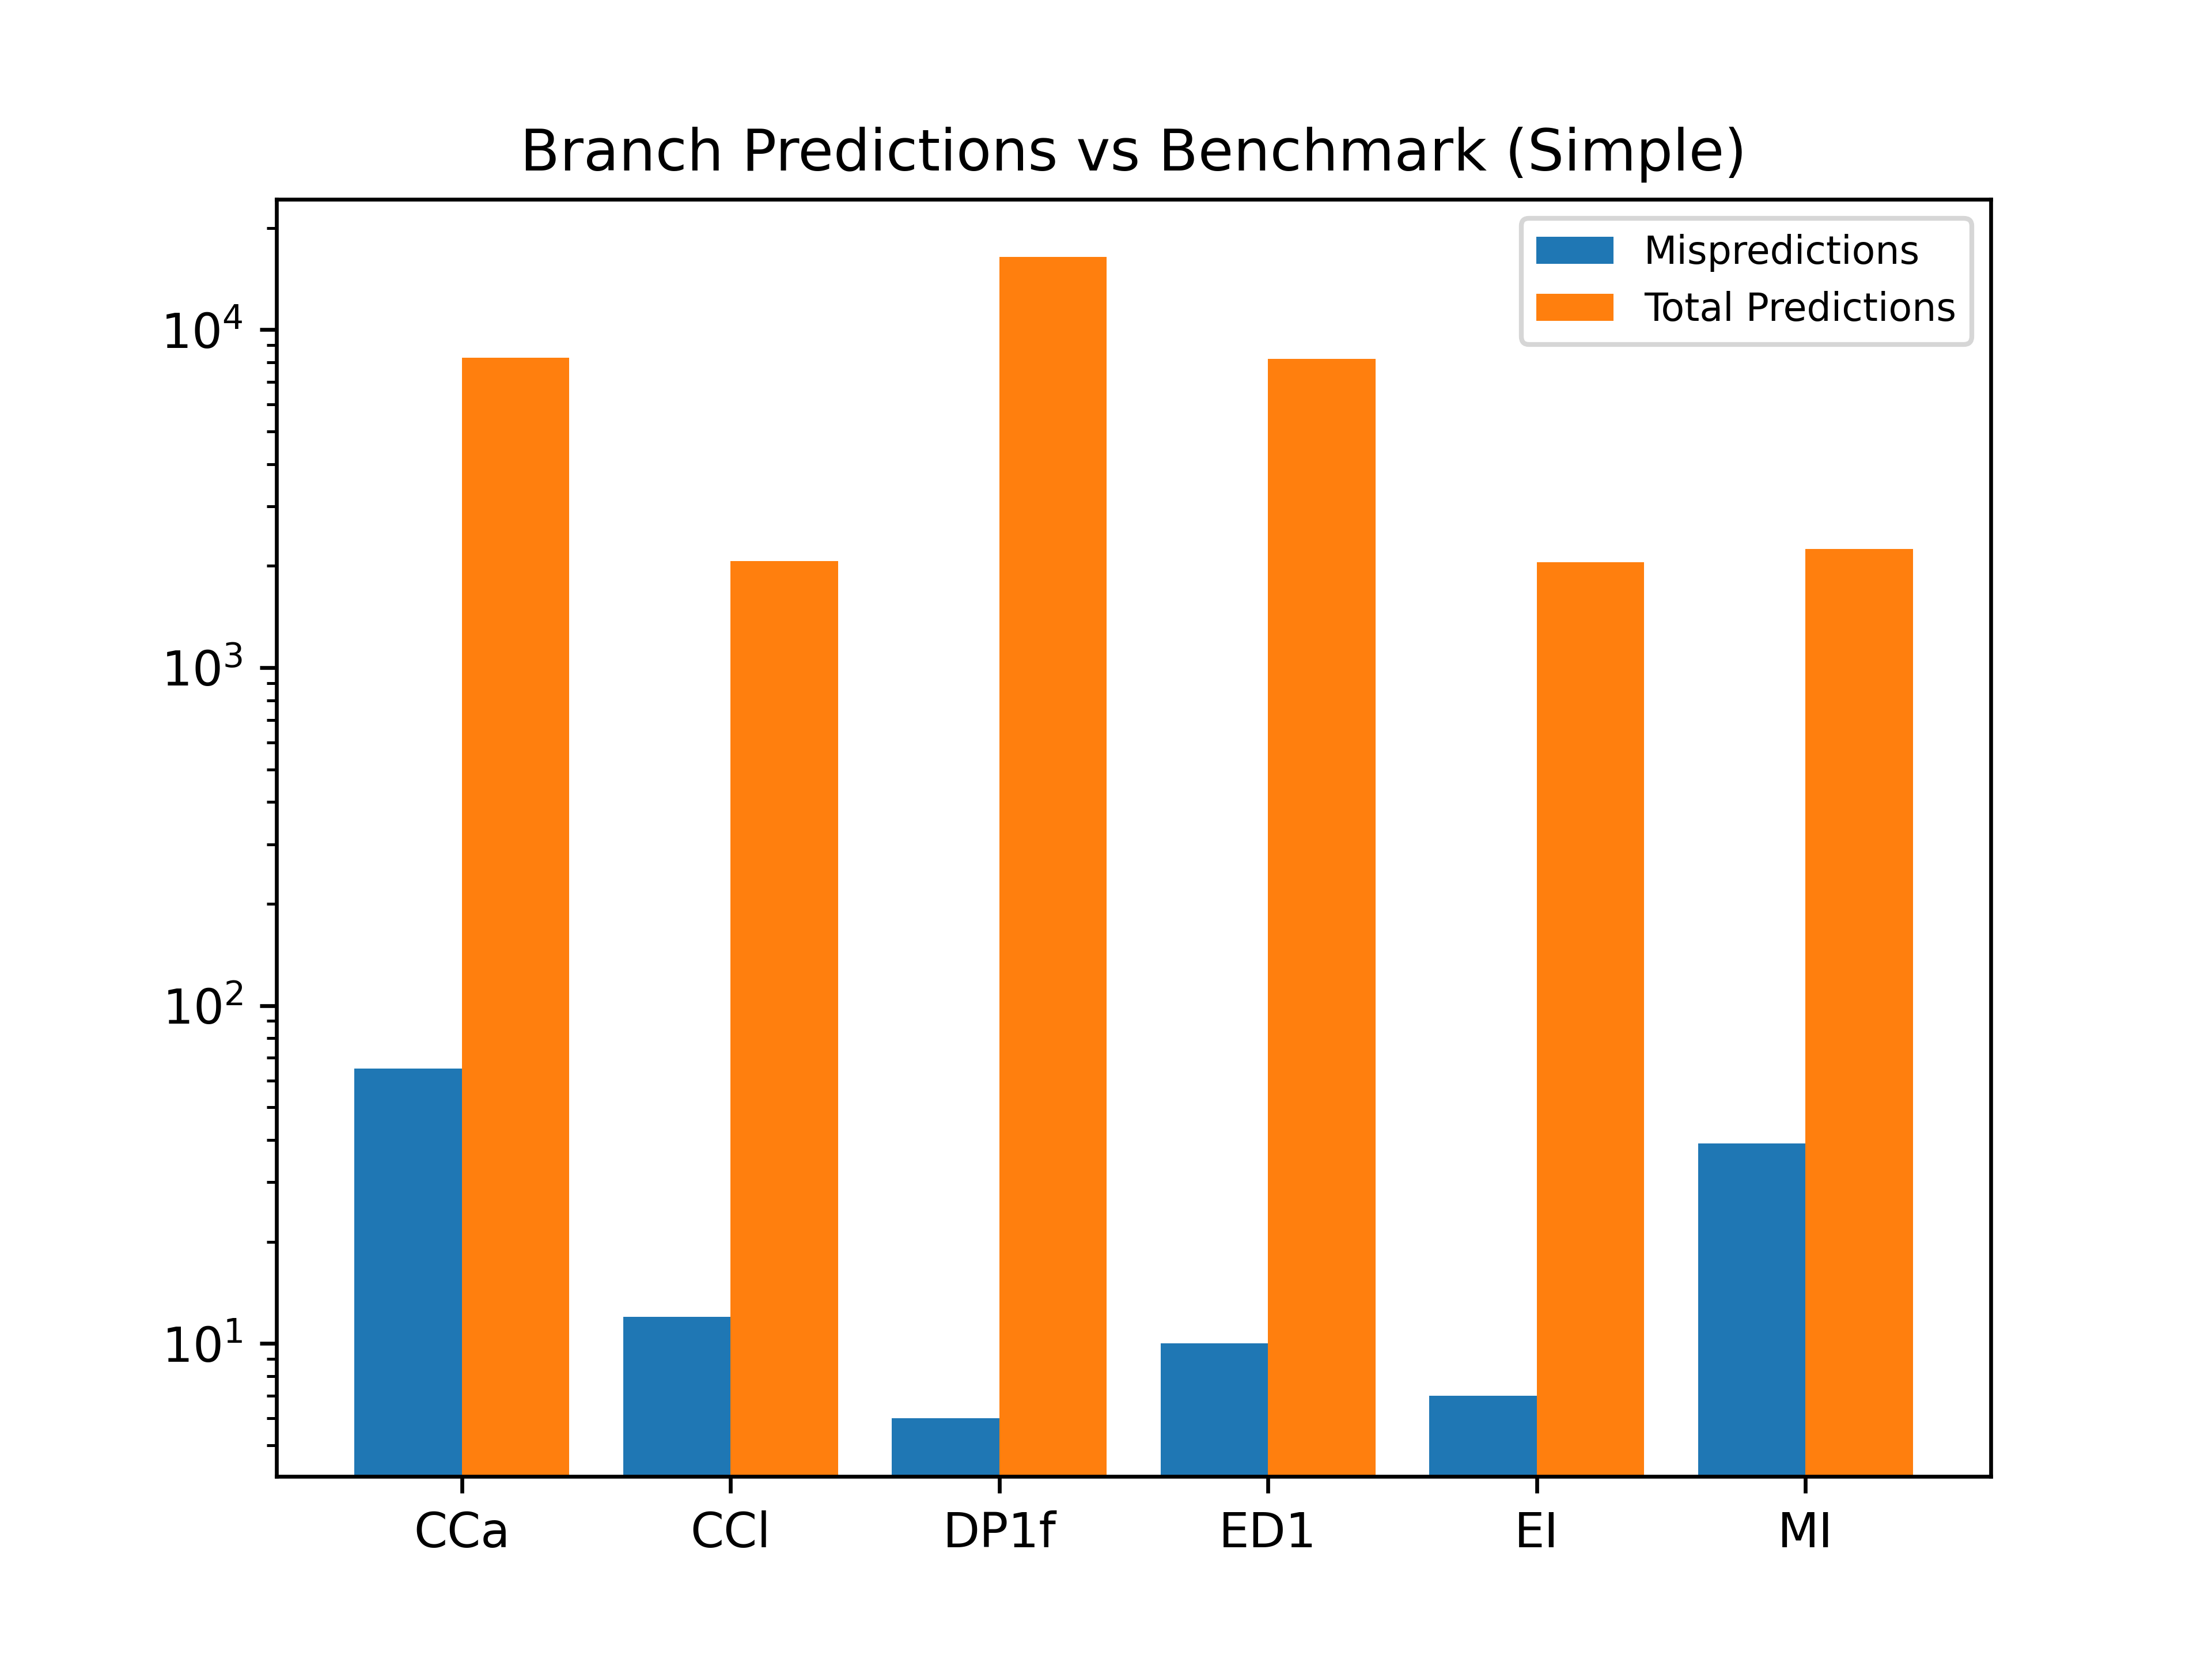 Branch Predictions vs Benchmark (Simple)
Mispredictions
Total Predictions
10⁴
10³
10²
10¹
CCa CCl DP1f ED1 EI MI